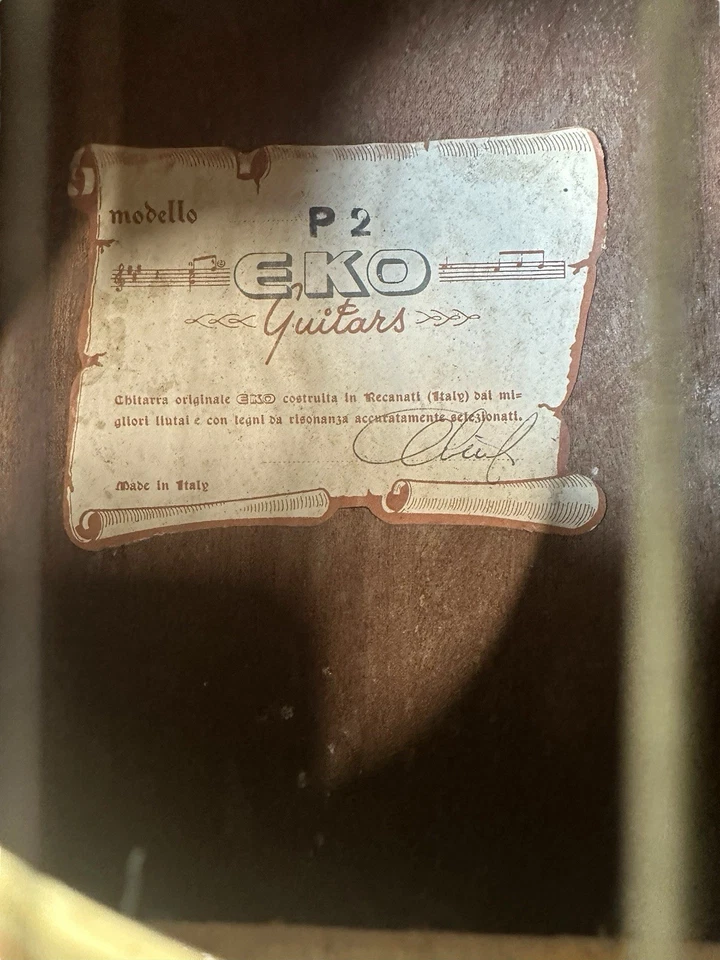 modello P 2
EKO
Guitars
Chitarra originale EKO costruita in Recanati (Italy) dai mi=
gliori liutai e con legni da risonanza accuratamente selezionati.
Made in Italy